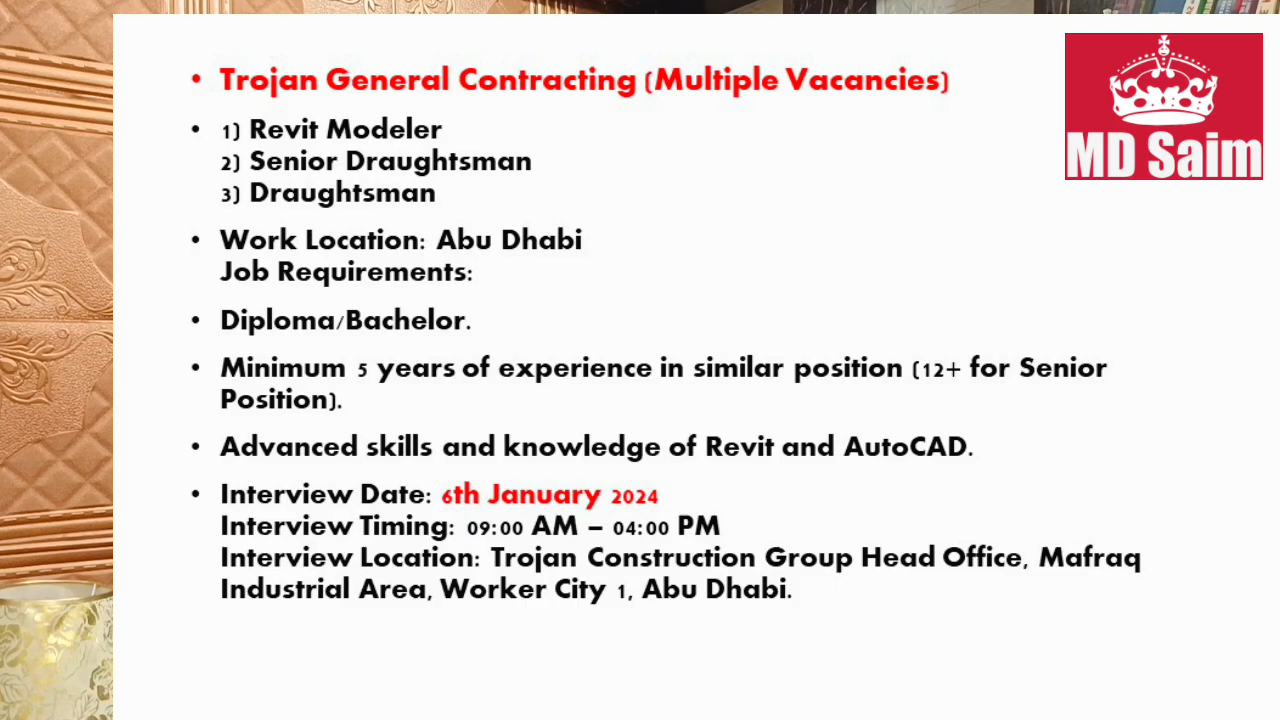 • Trojan General Contracting (Multiple Vacancies)
• 1) Revit Modeler
2) Senior Draughtsman
3) Draughtsman
• Work Location: Abu Dhabi
Job Requirements:
• Diploma/Bachelor.
• Minimum 5 years of experience in similar position (12+ for Senior
Position).
• Advanced skills and knowledge of Revit and AutoCAD.
• Interview Date: 6th January 2024
Interview Timing: 09:00 AM – 04:00 PM
Interview Location: Trojan Construction Group Head Office, Mafraq
Industrial Area, Worker City 1, Abu Dhabi.
MD Saim